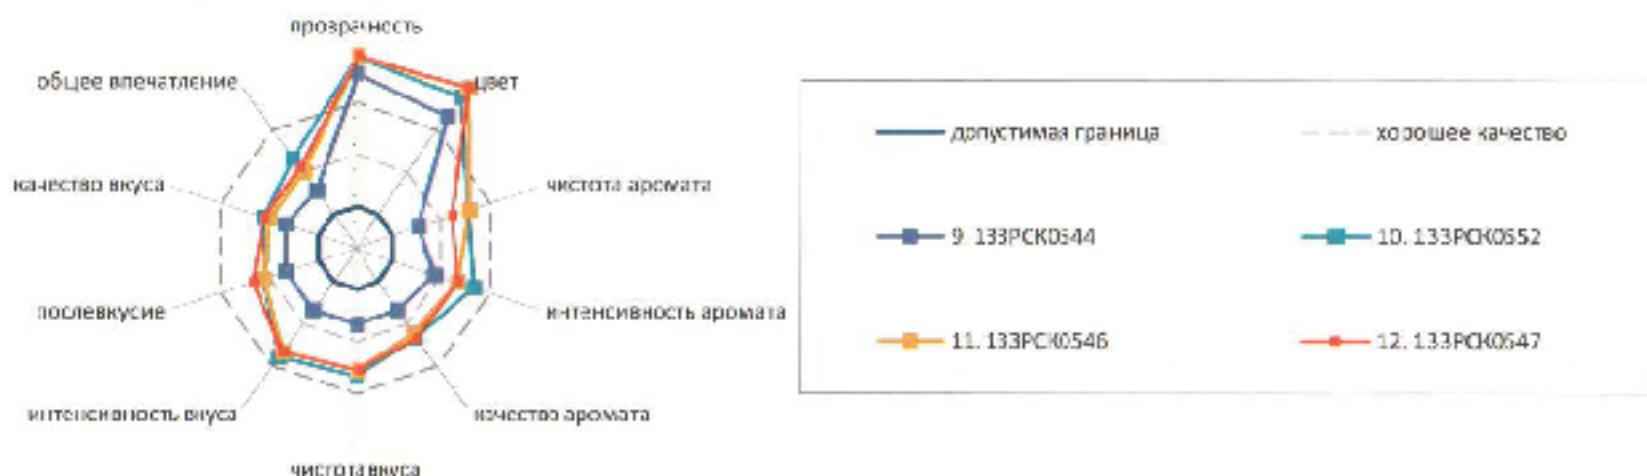 прозрачность
общее впечатление
цвет
качество вкуса
чистота аромата
послевкусие
интенсивность аромата
интенсивность вкуса
качество аромата
чистота вкуса
допустимая граница
хорошее качество
9. 133РСК0544
10. 133РСК0552
11. 133РСК0546
12. 133РСК0547